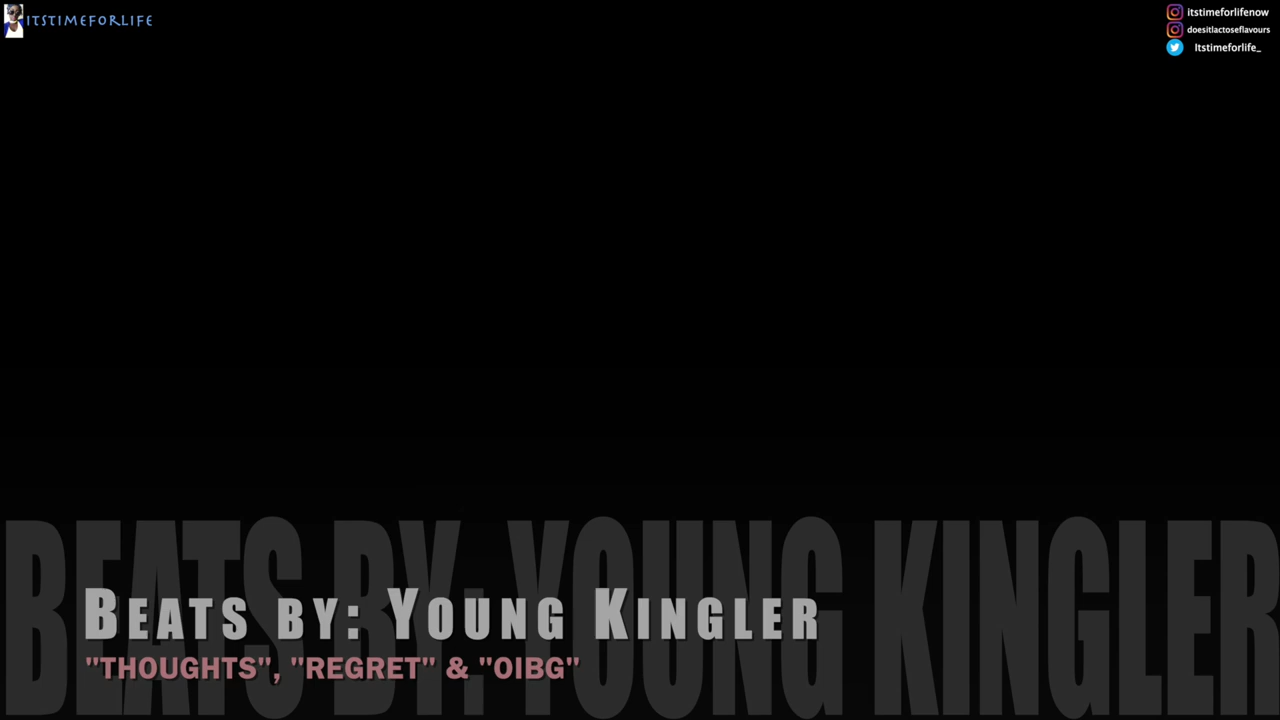 ITSTIMEFORLIFE
itstimeforlifenow
doesitlactoseflavours
Itstimeforlife_
BEATS BY: YOUNG KINGLER
BEATS BY: YOUNG KINGLER
"THOUGHTS", "REGRET" & "OIBG"